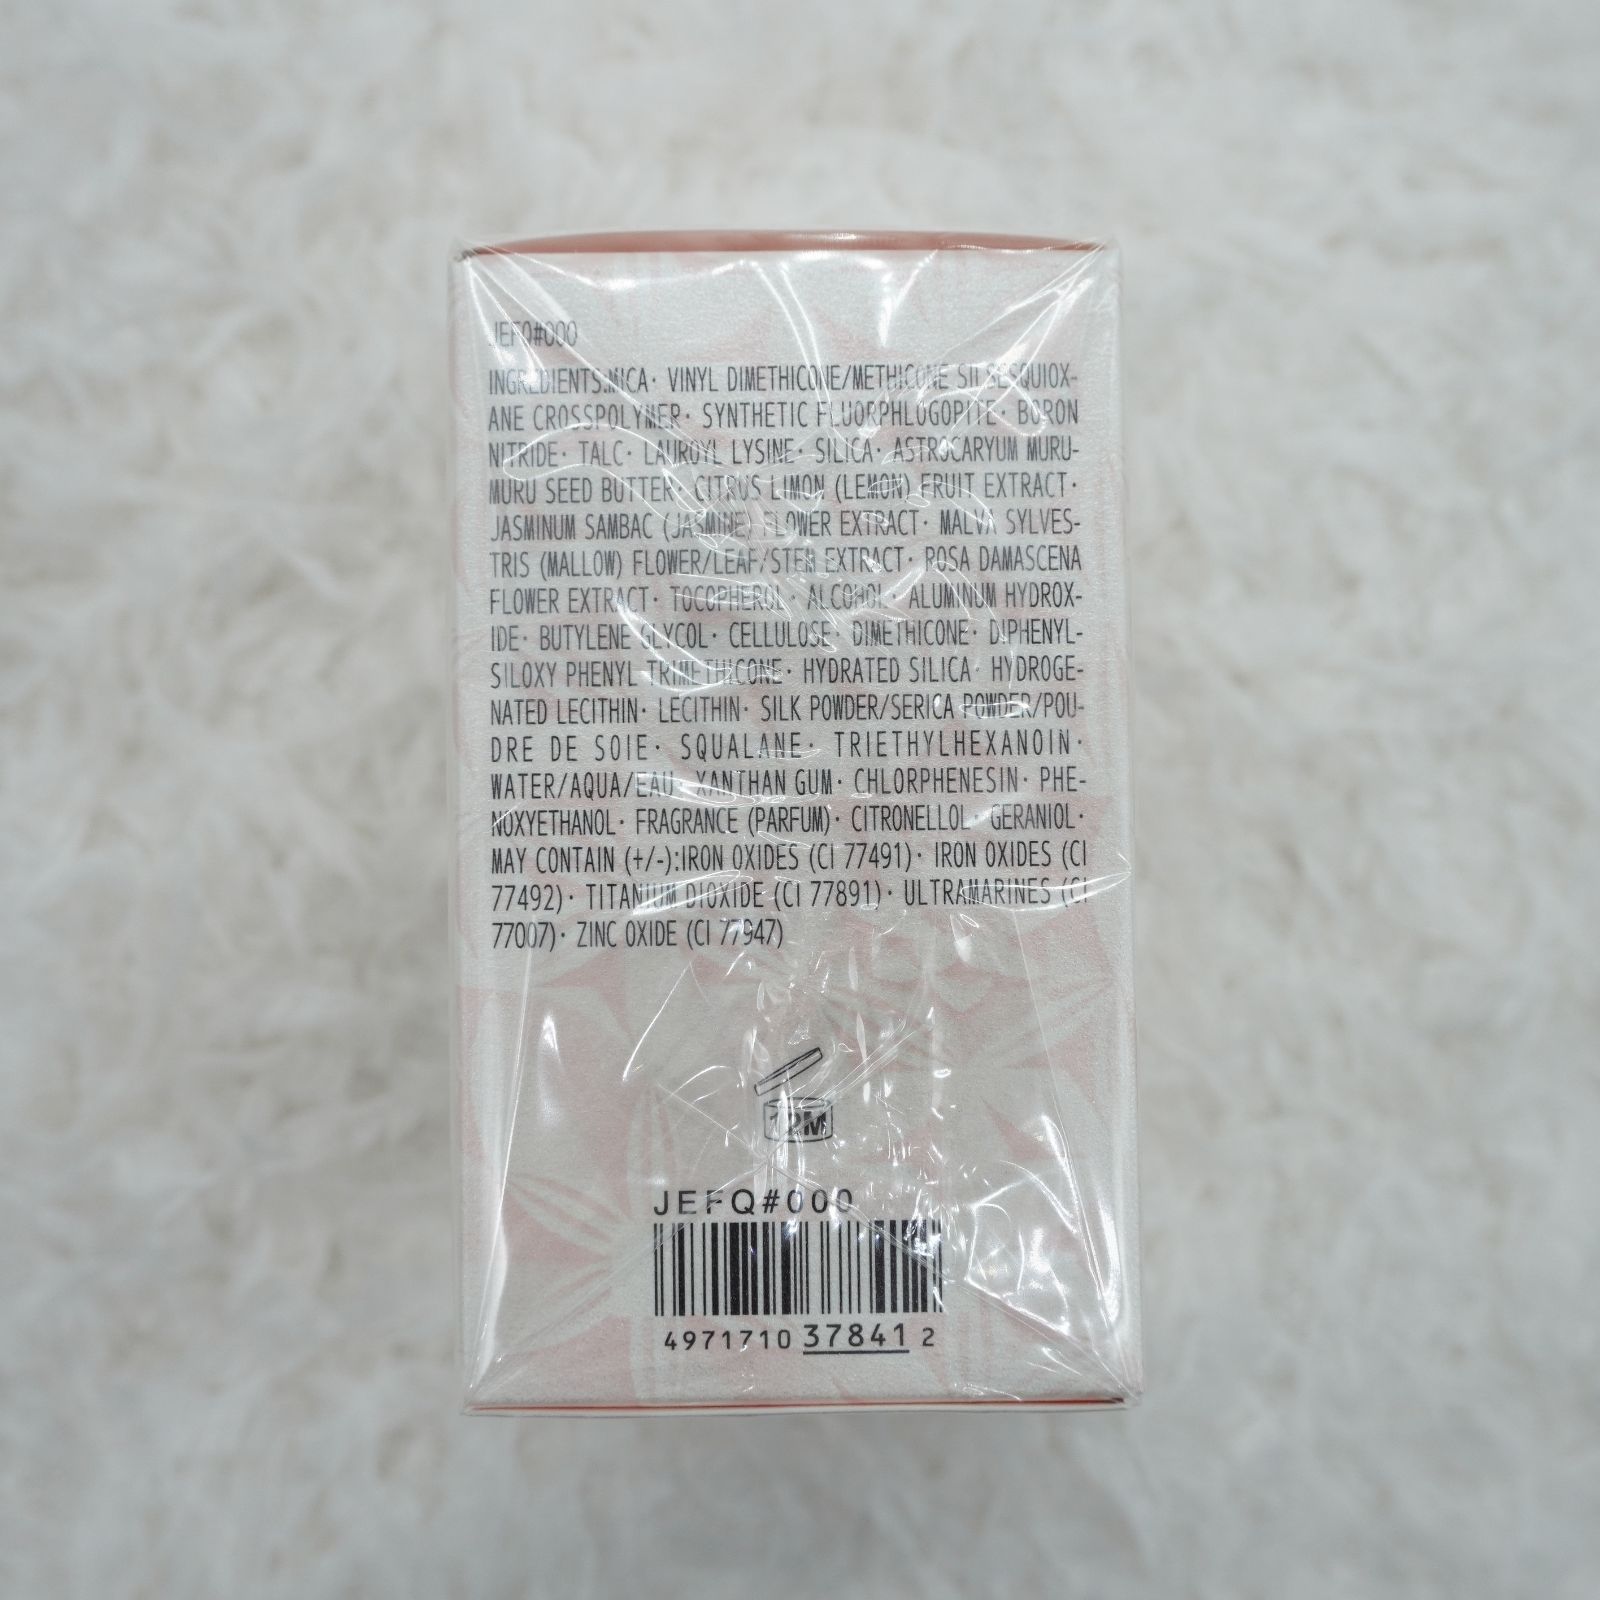 JEFQ#000
INGREDIENTS:MICA· VINYL DIMETHICONE/METHICONE SILSESQUIOX-
ANE CROSSPOLYMER· SYNTHETIC FLUORPHLOGOPITE· BORON
NITRIDE· TALC· LAUROYL LYSINE· SILICA· ASTROCARYUM MURU-
MURU SEED BUTTER· CITRUS LIMON (LEMON) FRUIT EXTRACT·
JASMINUM SAMBAC (JASMINE) FLOWER EXTRACT· MALVA SYLVES-
TRIS (MALLOW) FLOWER/LEAF/STEM EXTRACT· ROSA DAMASCENA
FLOWER EXTRACT· TOCOPHEROL· ALCOHOL· ALUMINUM HYDROX-
IDE· BUTYLENE GLYCOL· CELLULOSE· DIMETHICONE· DIPHENYL-
SILOXY PHENYL TRIMETHICONE· HYDRATED SILICA· HYDROGE-
NATED LECITHIN· LECITHIN· SILK POWDER/SERICA POWDER/POU-
DRE DE SOIE· SQUALANE· TRIETHYLHEXANOIN·
WATER/AQUA/EAU· XANTHAN GUM· CHLORPHENESIN· PHE-
NOXYETHANOL· FRAGRANCE (PARFUM)· CITRONELLOL· GERANIOL·
MAY CONTAIN (+/-):IRON OXIDES (CI 77491)· IRON OXIDES (CI
77492)· TITANIUM DIOXIDE (CI 77891)· ULTRAMARINES (CI
77007)· ZINC OXIDE (CI 77947)
12M
JEFQ#000
4971710 37841 2